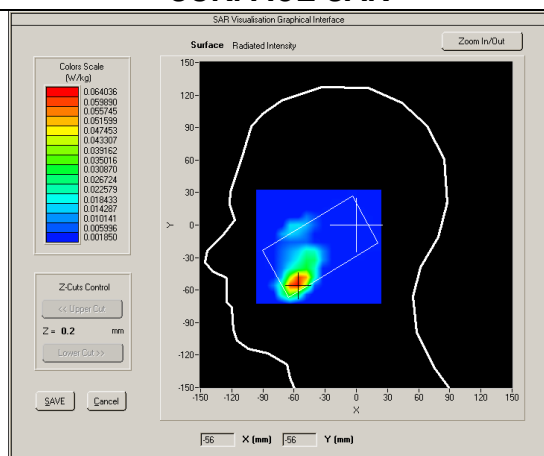 SAR Visualisation Graphical Interface
Surface Radiated Intensity
Zoom In/Out
Colors Scale
(W/kg)
0.064036
0.059890
0.055745
0.051599
0.047453
0.043307
0.039162
0.035016
0.030870
0.026724
0.022579
0.018433
0.014287
0.010141
0.005996
0.001850
150
120
90
60
30
0
-30
-60
-90
-120
-150
Y
-150 -120 -90 -60 -30 0 30 60 90 120 150
X
Z-Cuts Control
<< Upper Cut
Z = 0.2 mm
Lower Cut >>
SAVE Cancel
-56 X (mm) -56 Y (mm)